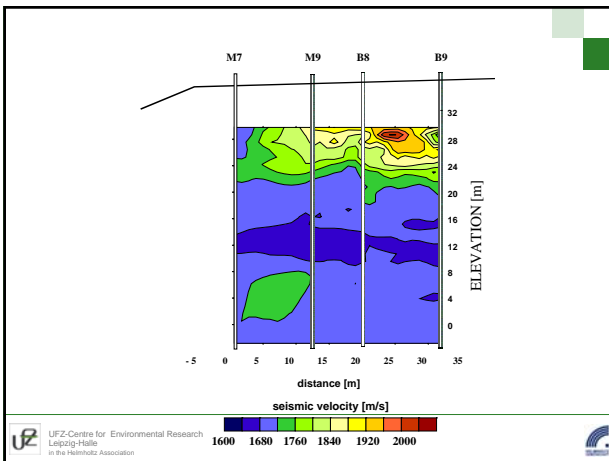 M7 M9 B8 B9
32
28
24
20
16
12
8
4
0
ELEVATION [m]
- 5 0 5 10 15 20 25 30 35
distance [m]
seismic velocity [m/s]
1600 1680 1760 1840 1920 2000
UFZ
UFZ-Centre for Environmental Research
Leipzig-Halle
in the Helmholtz Association